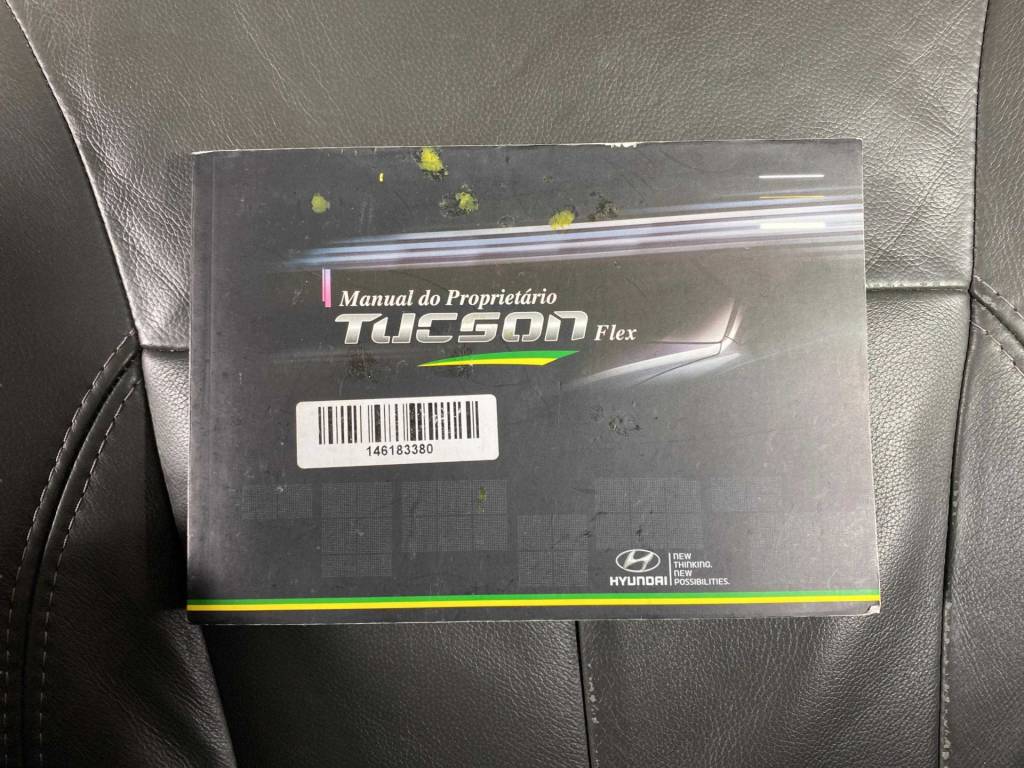 Manual do Proprietário
TUCSON Flex
146183380
HYUNDAI
NEW
THINKING.
NEW
POSSIBILITIES.